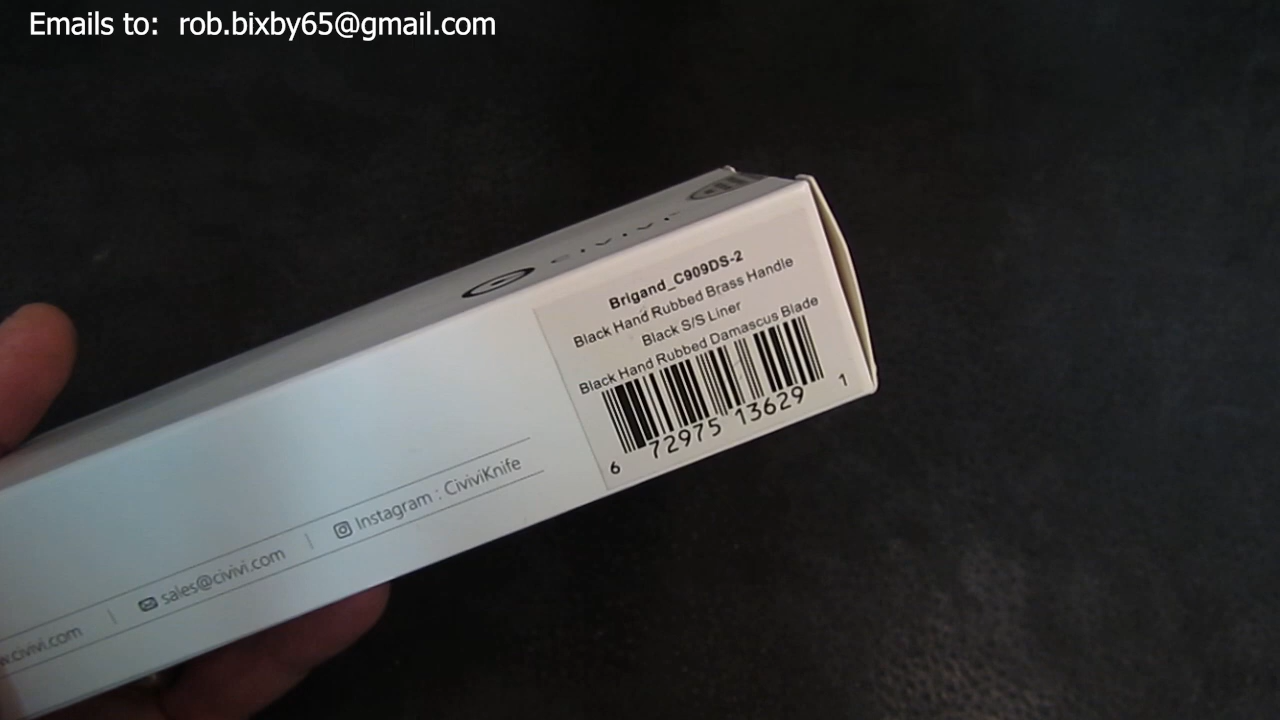 Emails to: rob.bixby65@gmail.com
CIVIVI
Brigand_C909DS-2
Black Hand Rubbed Brass Handle
Black S/S Liner
Black Hand Rubbed Damascus Blade
6 72975 13629 1
w.civivi.com | sales@civivi.com | Instagram : CiviviKnife